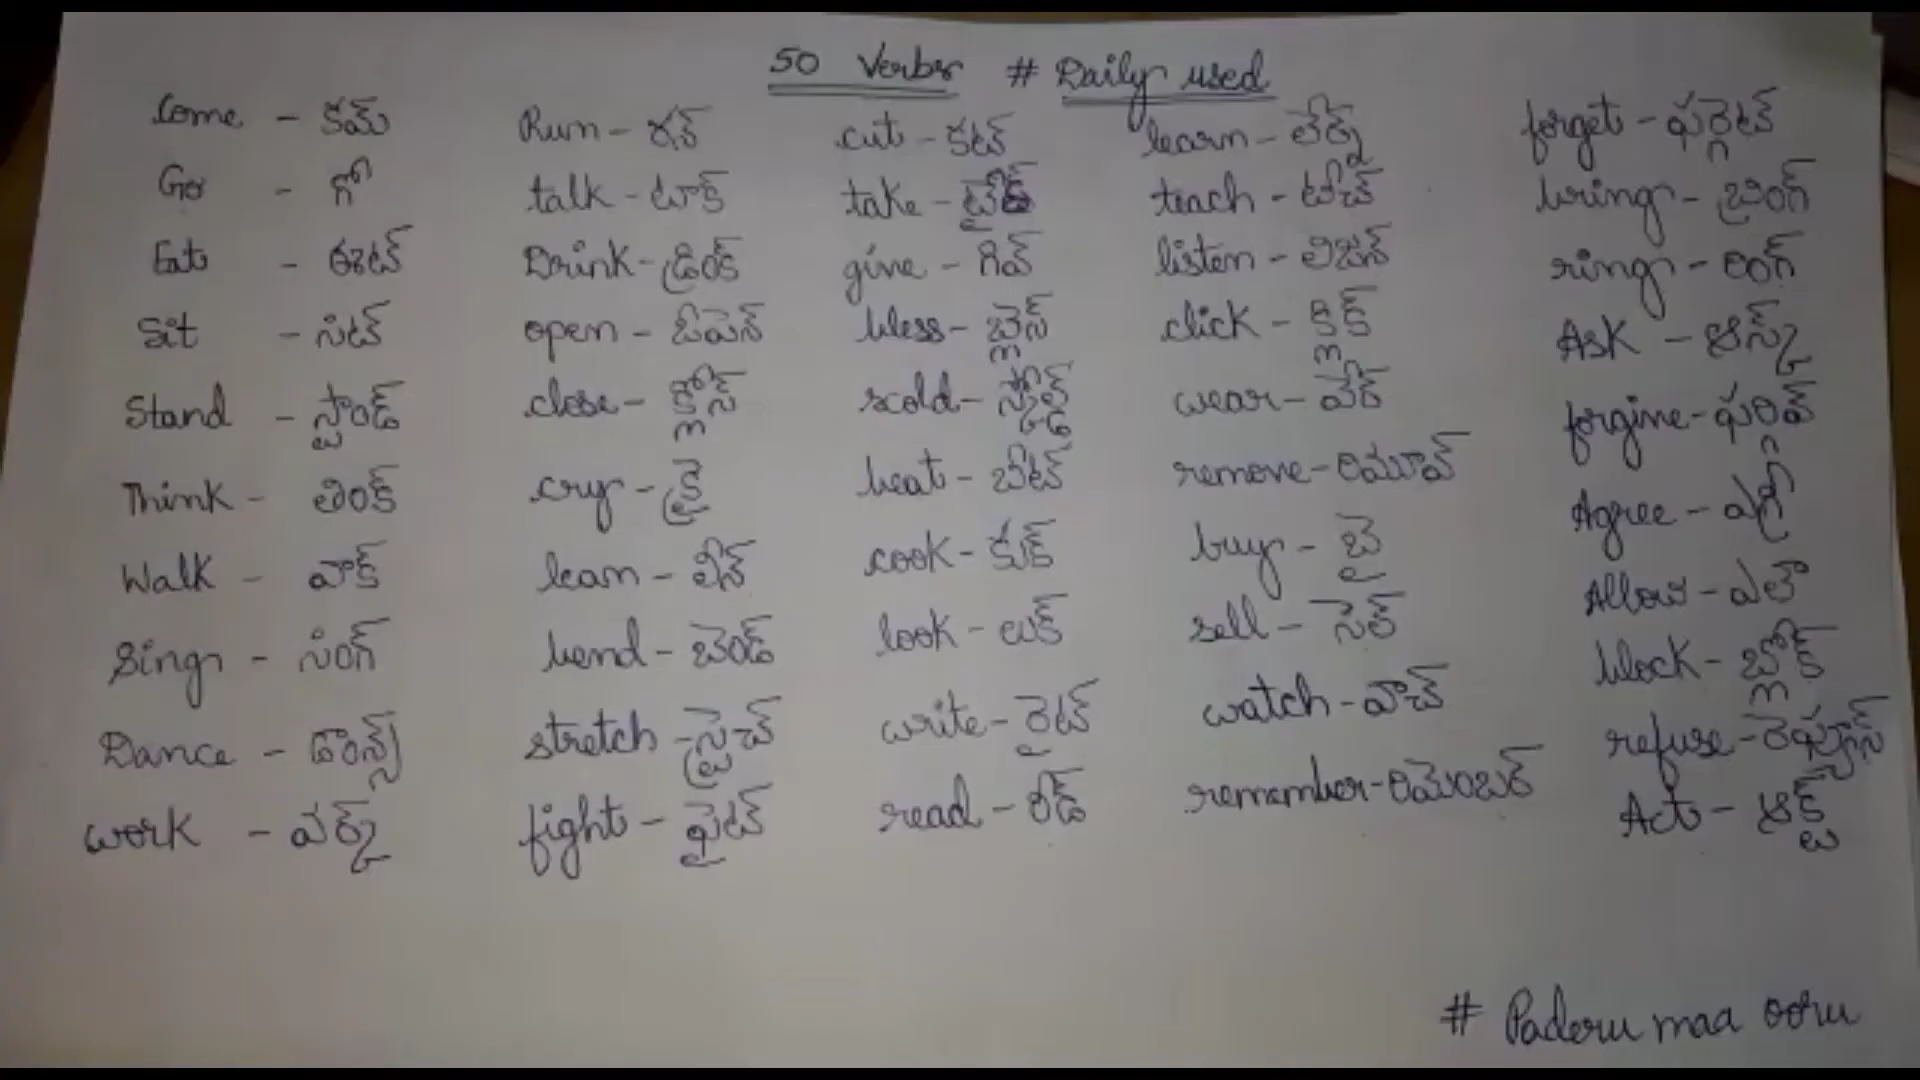 50 Verbs # Daily used
Come - కమ్
Go - గో
Eat - ఈట్
Sit - సిట్
Stand - స్టాండ్
Think - తింక్
Walk - వాక్
Sing - సింగ్
Dance - డాన్స్
work - వర్క్
Run - రన్
talk - టాక్
Drink - డ్రింక్
open - ఓపెన్
close - క్లోస్
cry - క్రై
lean - లీన్
bend - బెండ్
stretch - స్ట్రెచ్
fight - ఫైట్
cut - కట్
take - టేక్
give - గివ్
bless - బ్లెస్
scold - స్కోల్డ్
beat - బీట్
cook - కుక్
look - లుక్
write - రైట్
read - రీడ్
learn - లేర్న్
teach - టీచ్
listen - లిజన్
click - క్లిక్
wear - వేర్
remove - రిమూవ్
buy - బై
sell - సెల్
watch - వాచ్
remember - రిమెంబర్
forget - ఫర్గెట్
bring - బ్రింగ్
ring - రింగ్
Ask - ఆస్క్
forgive - ఫర్గివ్
Agree - ఎగ్రీ
Allow - ఎలౌ
block - బ్లోక్
refuse - రెఫ్యూస్
Act - ఆక్ట్
# Paderu maa ooru